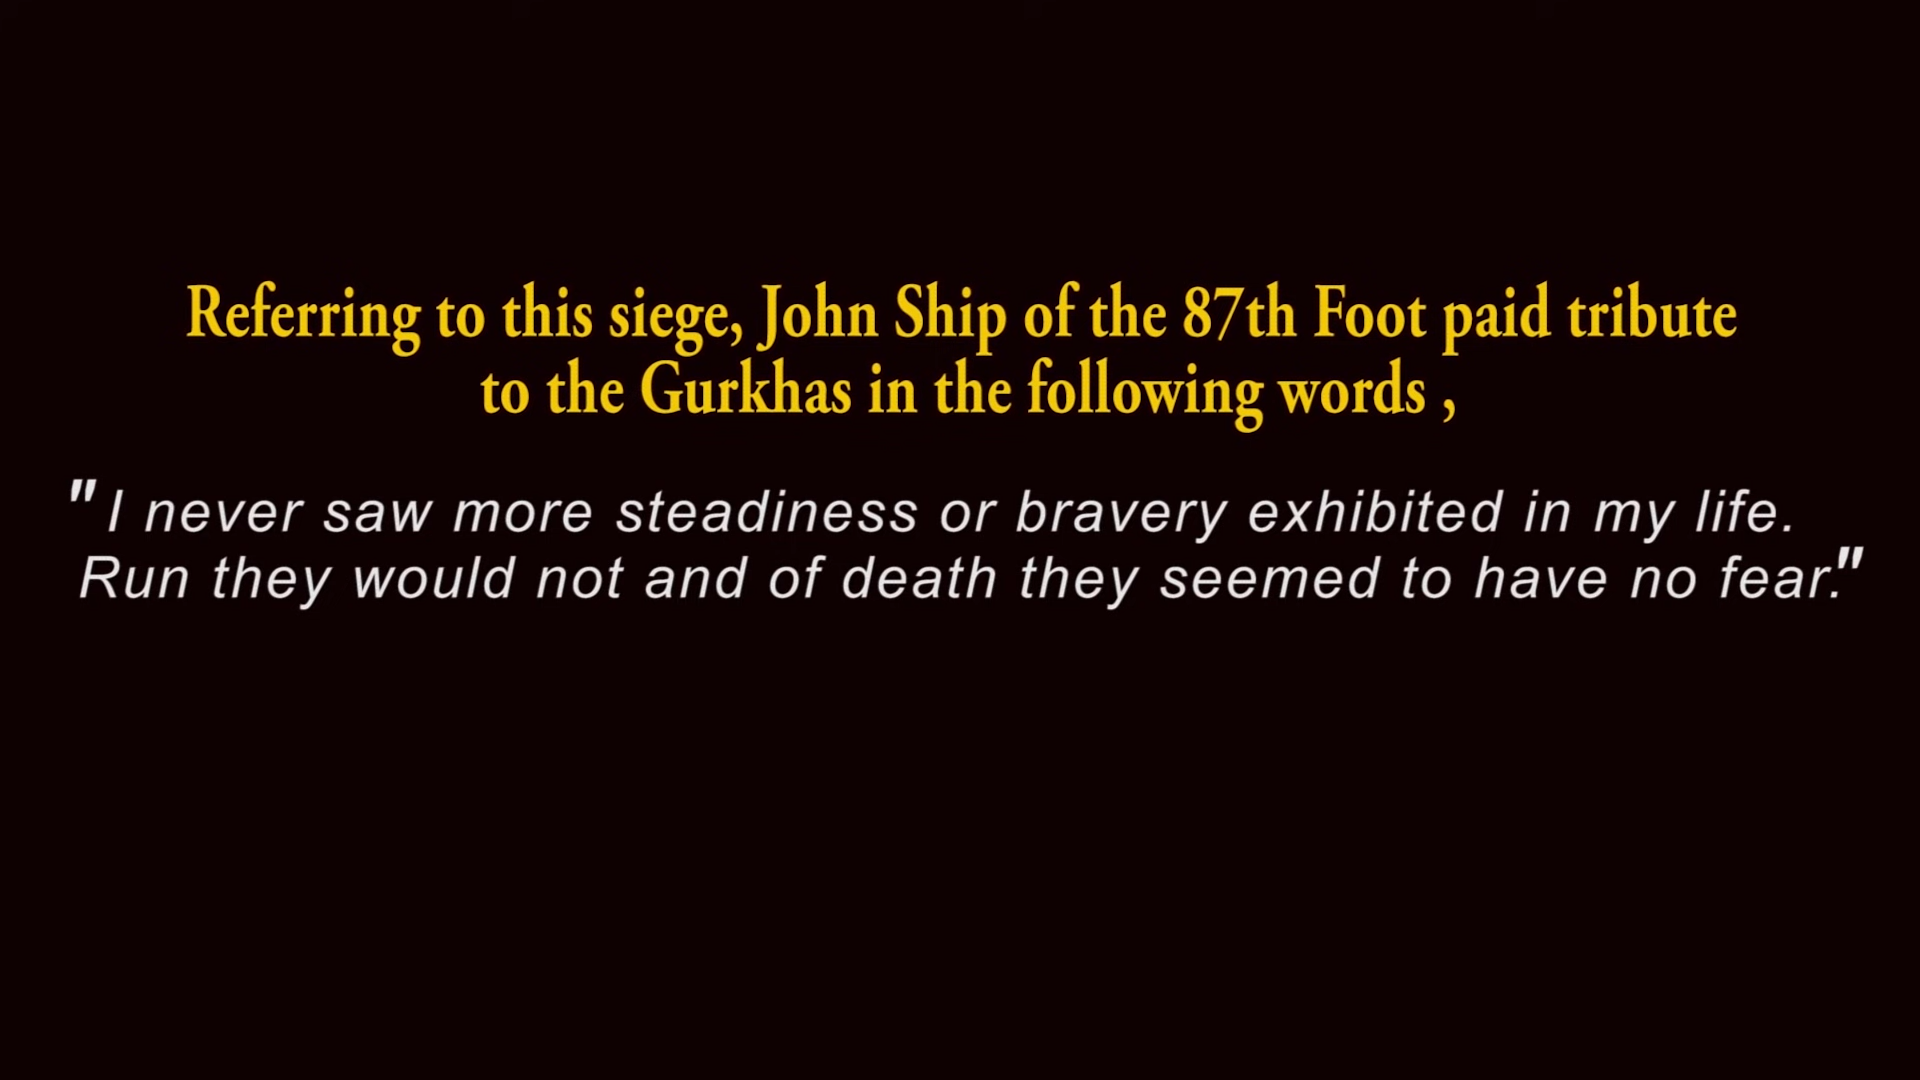 Referring to this siege, John Ship of the 87th Foot paid tribute
to the Gurkhas in the following words ,
"I never saw more steadiness or bravery exhibited in my life.
Run they would not and of death they seemed to have no fear."